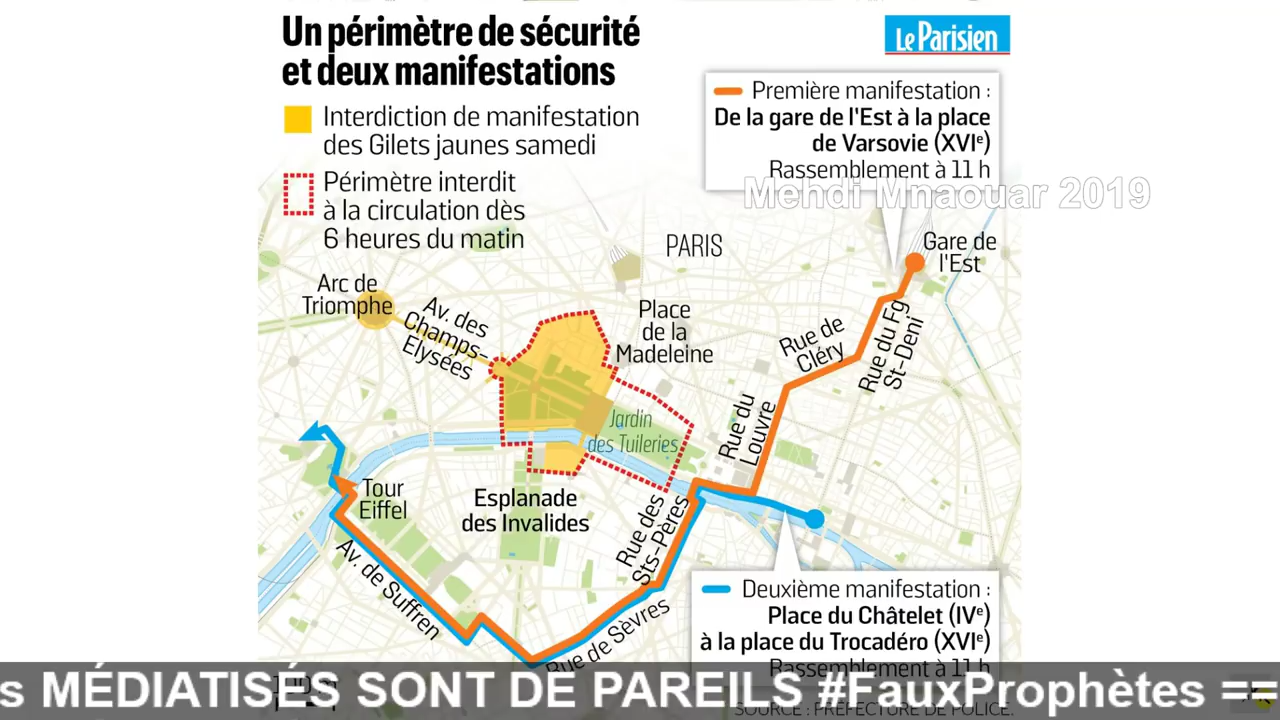 Un périmètre de sécurité
et deux manifestations
Le Parisien
Interdiction de manifestation
des Gilets jaunes samedi
Périmètre interdit
à la circulation dès
6 heures du matin
Première manifestation :
De la gare de l'Est à la place
de Varsovie (XVIe)
Rassemblement à 11 h
Mehdi Mnaouar 2019
PARIS
Gare de
l'Est
Arc de
Triomphe
Av. des
Champs-
Elysées
Place
de la
Madeleine
Rue de
Cléry
Rue du Fg
St-Deni
Rue du
Louvre
Jardin
des Tuileries
Tour
Eiffel
Esplanade
des Invalides
Rue des
Sts-Pères
Av. de Suffren
Rue de Sèvres
Deuxième manifestation :
Place du Châtelet (IVe)
à la place du Trocadéro (XVIe)
Rassemblement à 11 h
s MÉDIATISÉS SONT DE PAREILS #FauxProphètes ==
SOURCE : PRÉFECTURE DE POLICE.